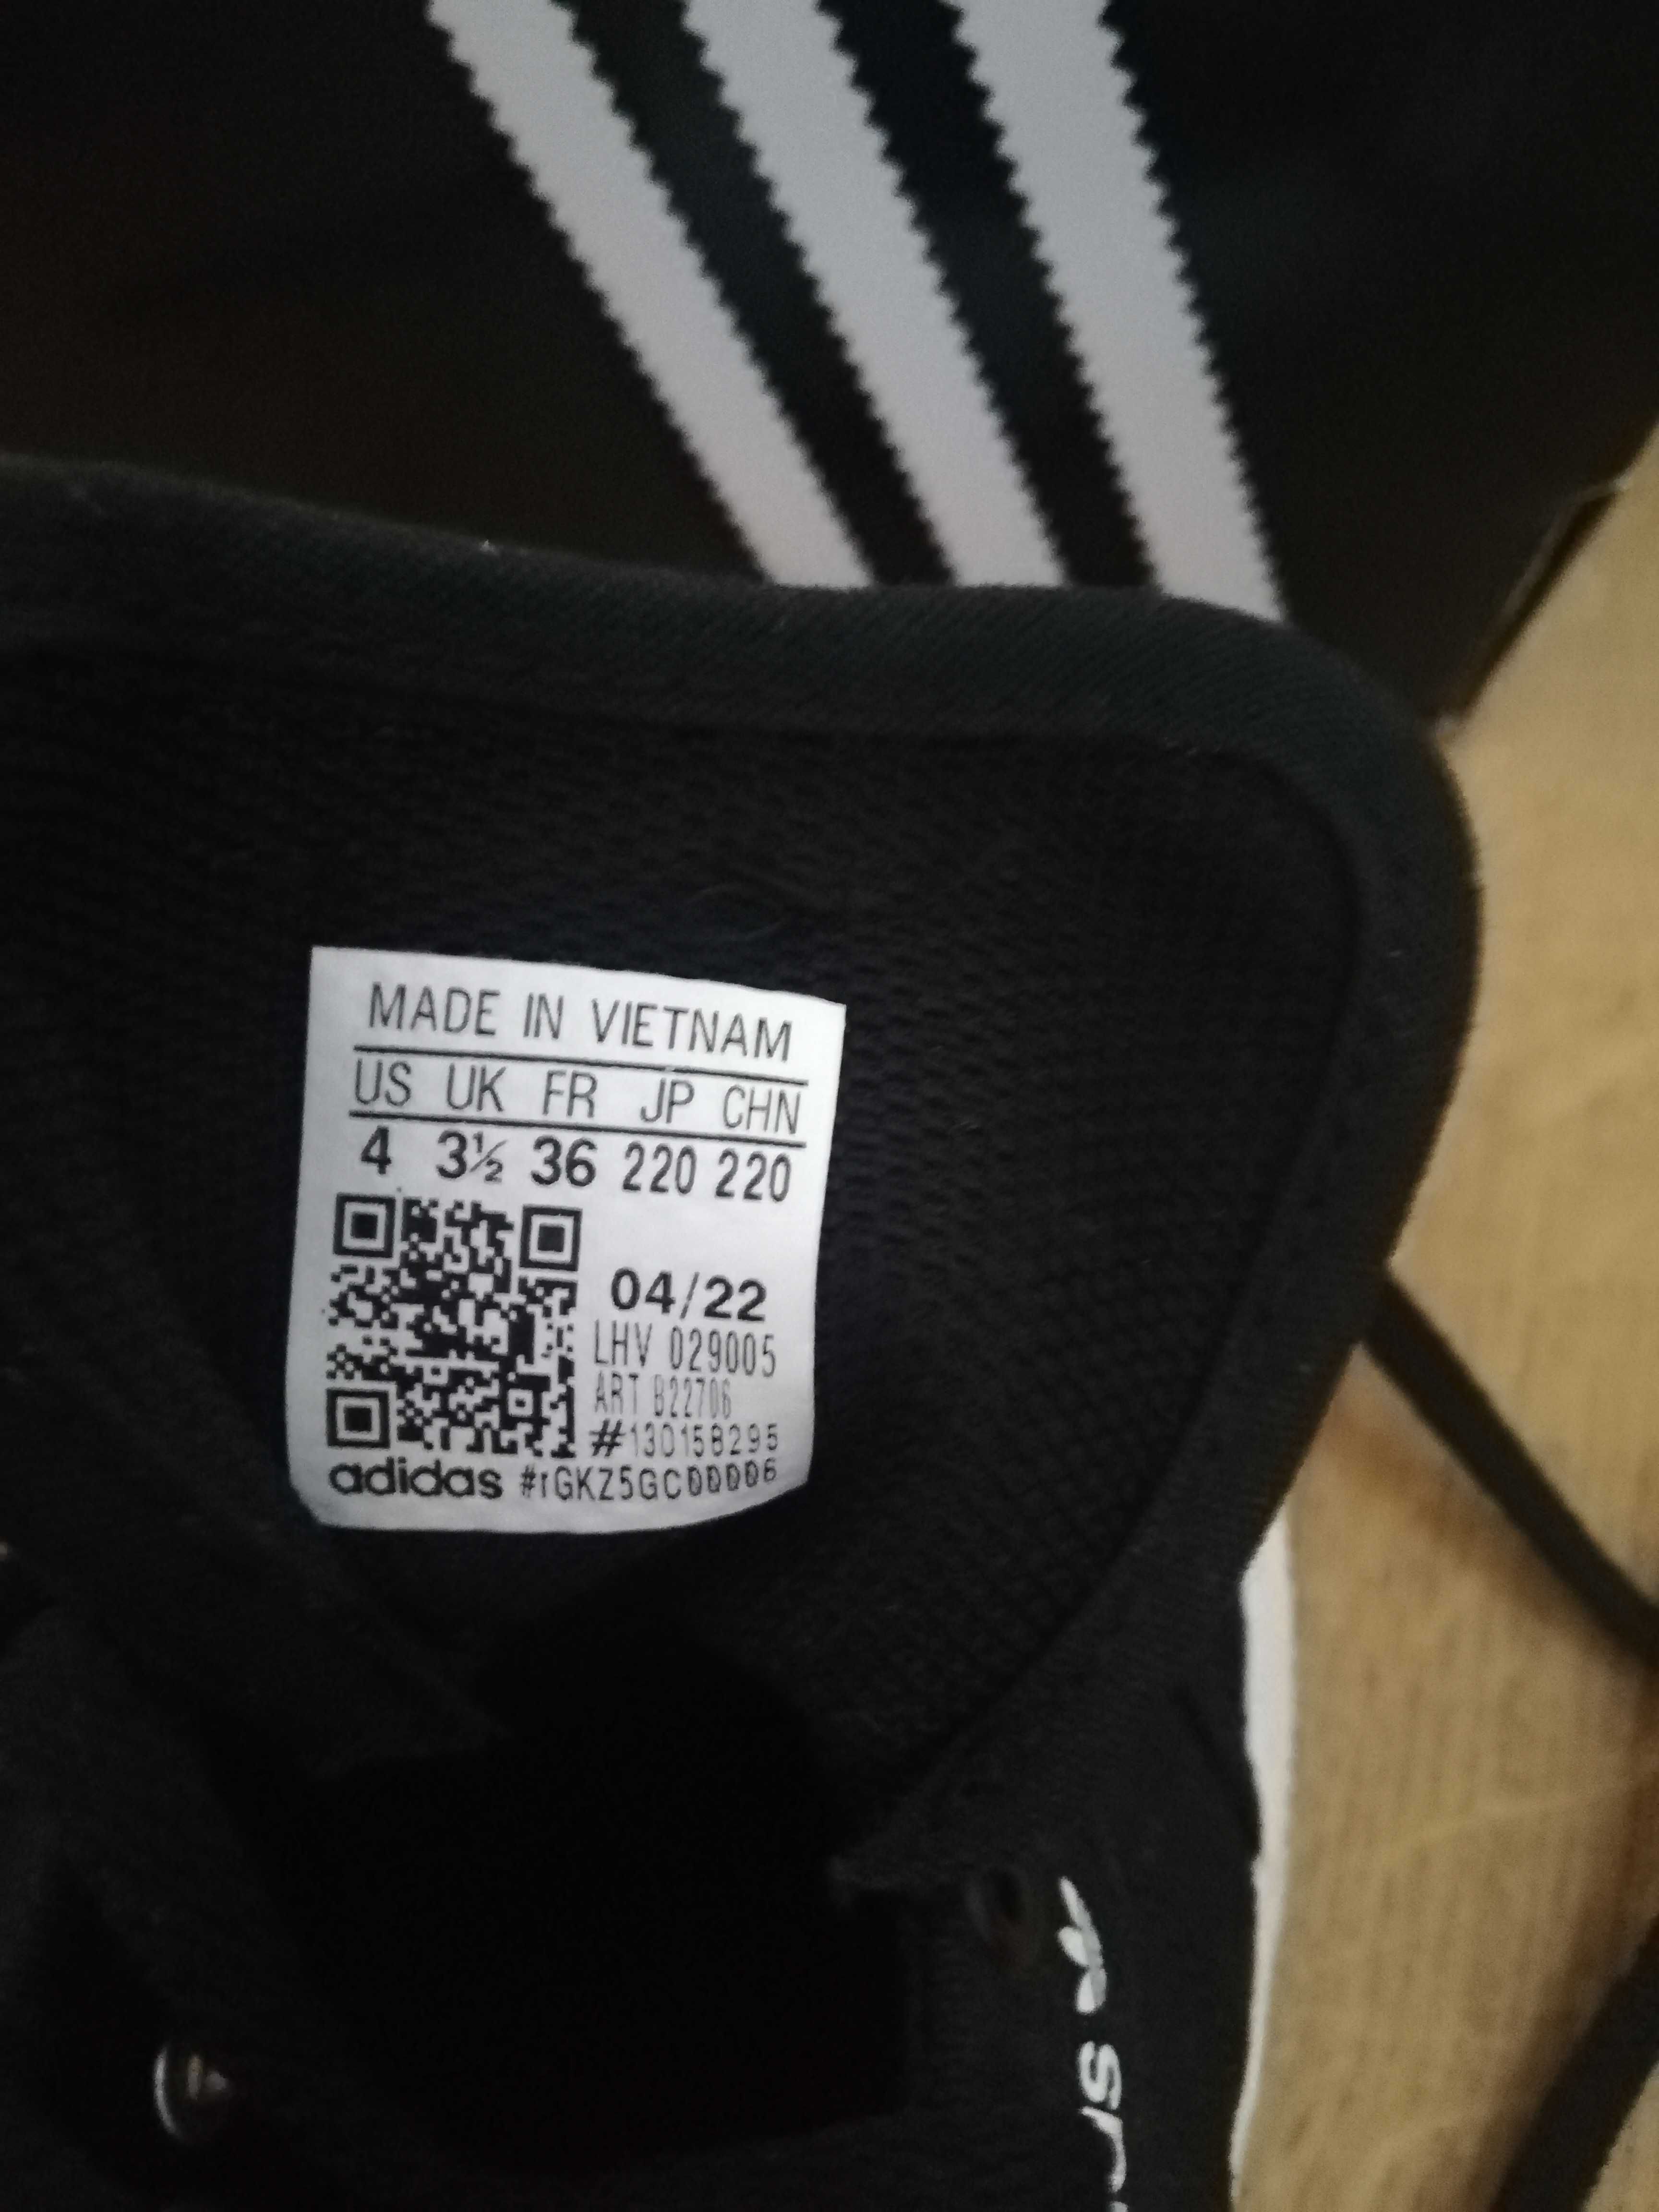 MADE IN VIETNAM
US UK FR JP CHN
4 3½ 36 220 220
04/22
LHV 029005
ART B22706
#130158295
adidas #rGKZ5GC00006